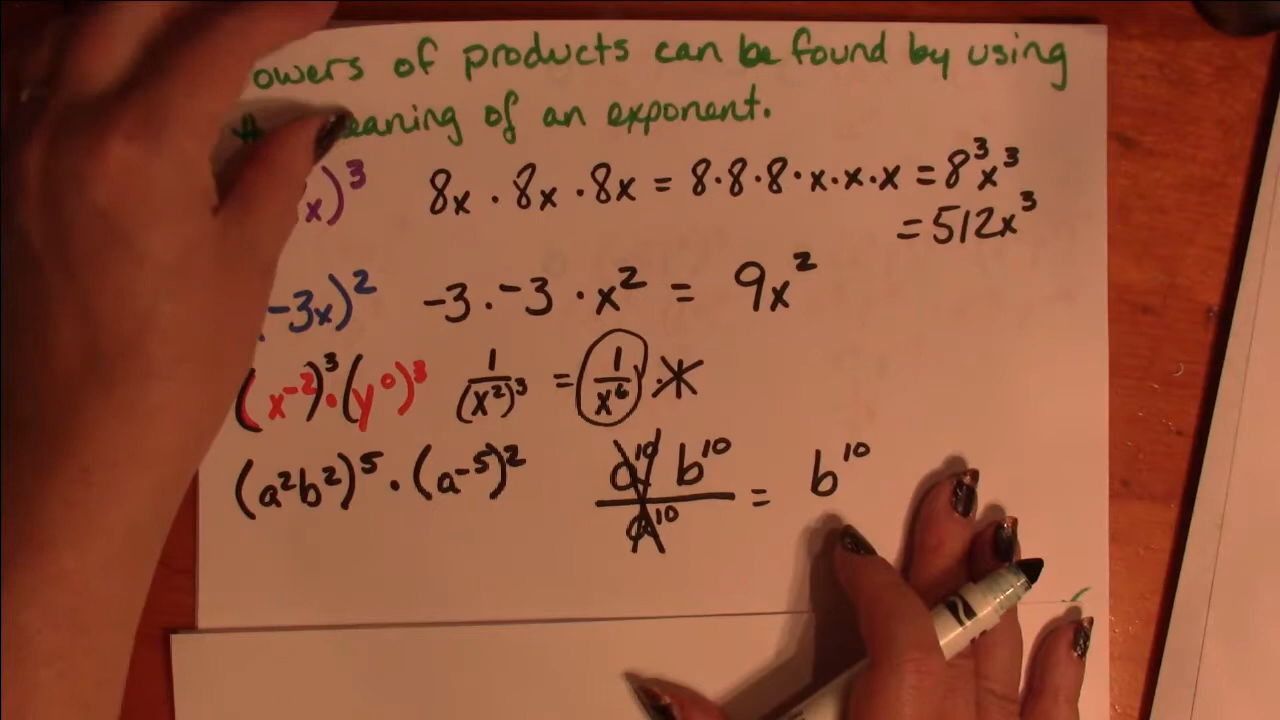 owers of products can be found by using
eaning of an exponent.
x)³ 8x · 8x · 8x = 8·8·8·x·x·x = 8³x³
= 512x³
-3x)² -3 · -3 · x² = 9x²
(x⁻²)³·(y⁰)³ 1/(x²)³ = 1/x⁶ ·
(a²b²)⁵ · (a⁻⁵)² a¹⁰ b¹⁰/a¹⁰ = b¹⁰